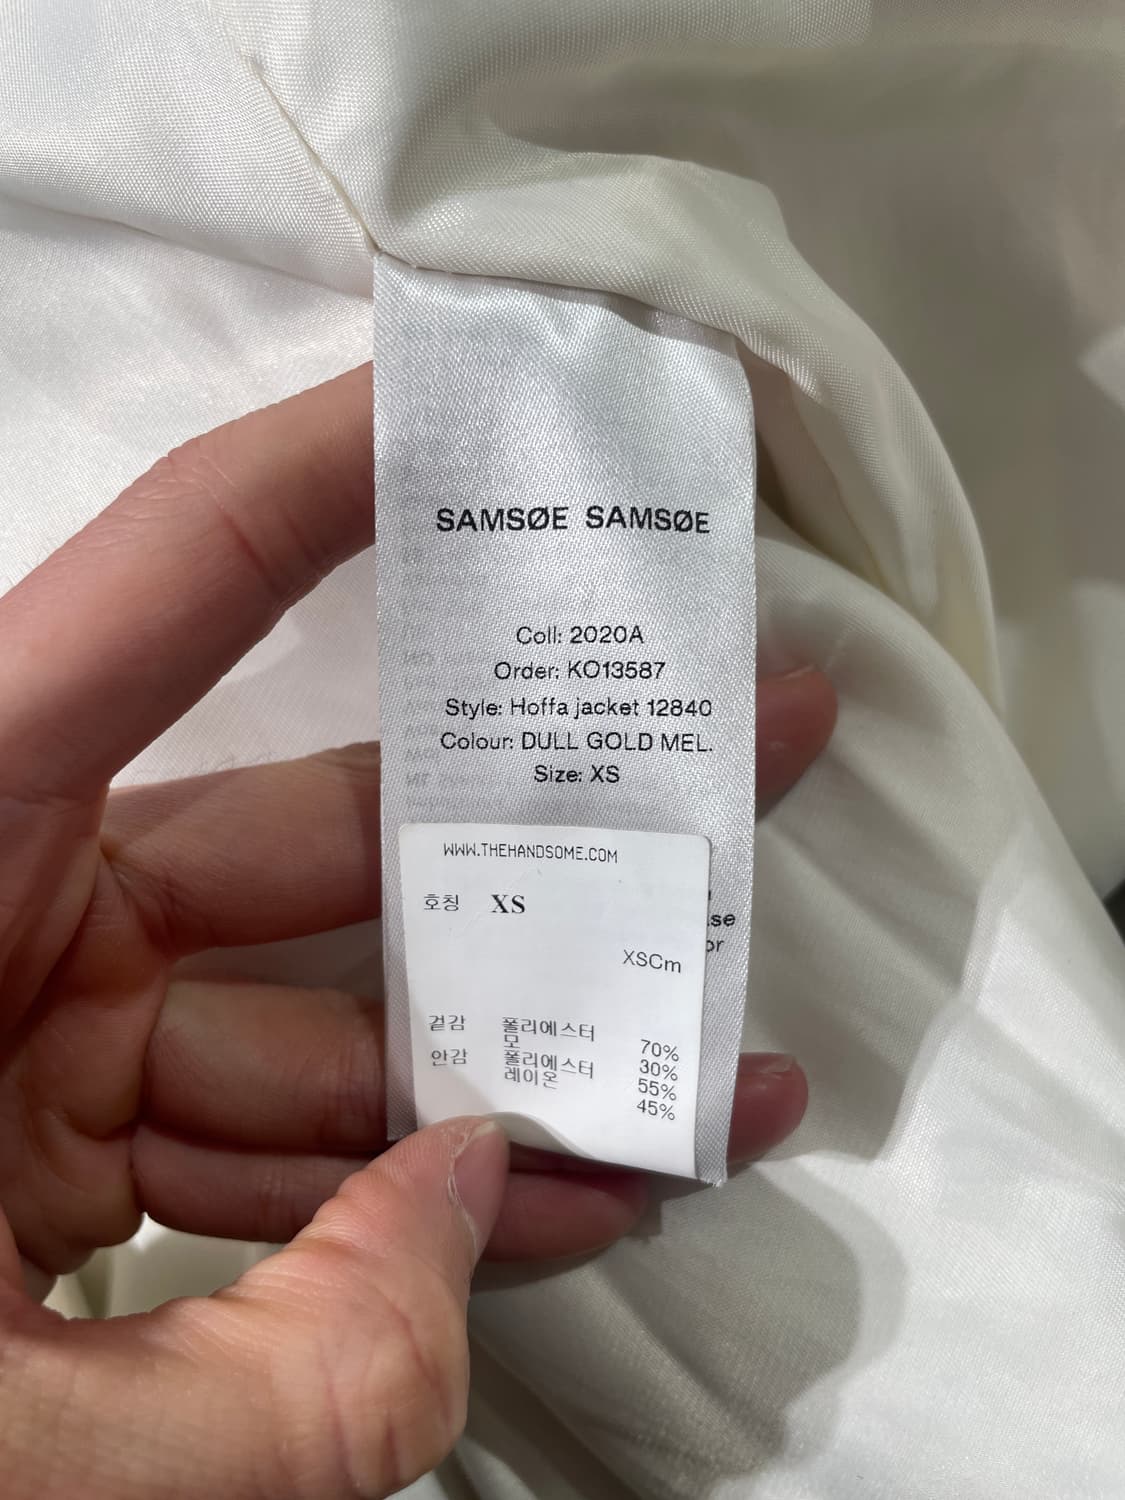 SAMSØE SAMSØE
Coll: 2020A
Order: KO13587
Style: Hoffa jacket 12840
Colour: DULL GOLD MEL.
Size: XS
WWW.THEHANDSOME.COM
호칭 XS
XSCm
겉감 폴리에스터 70%
모 30%
안감 폴리에스터 55%
레이온 45%